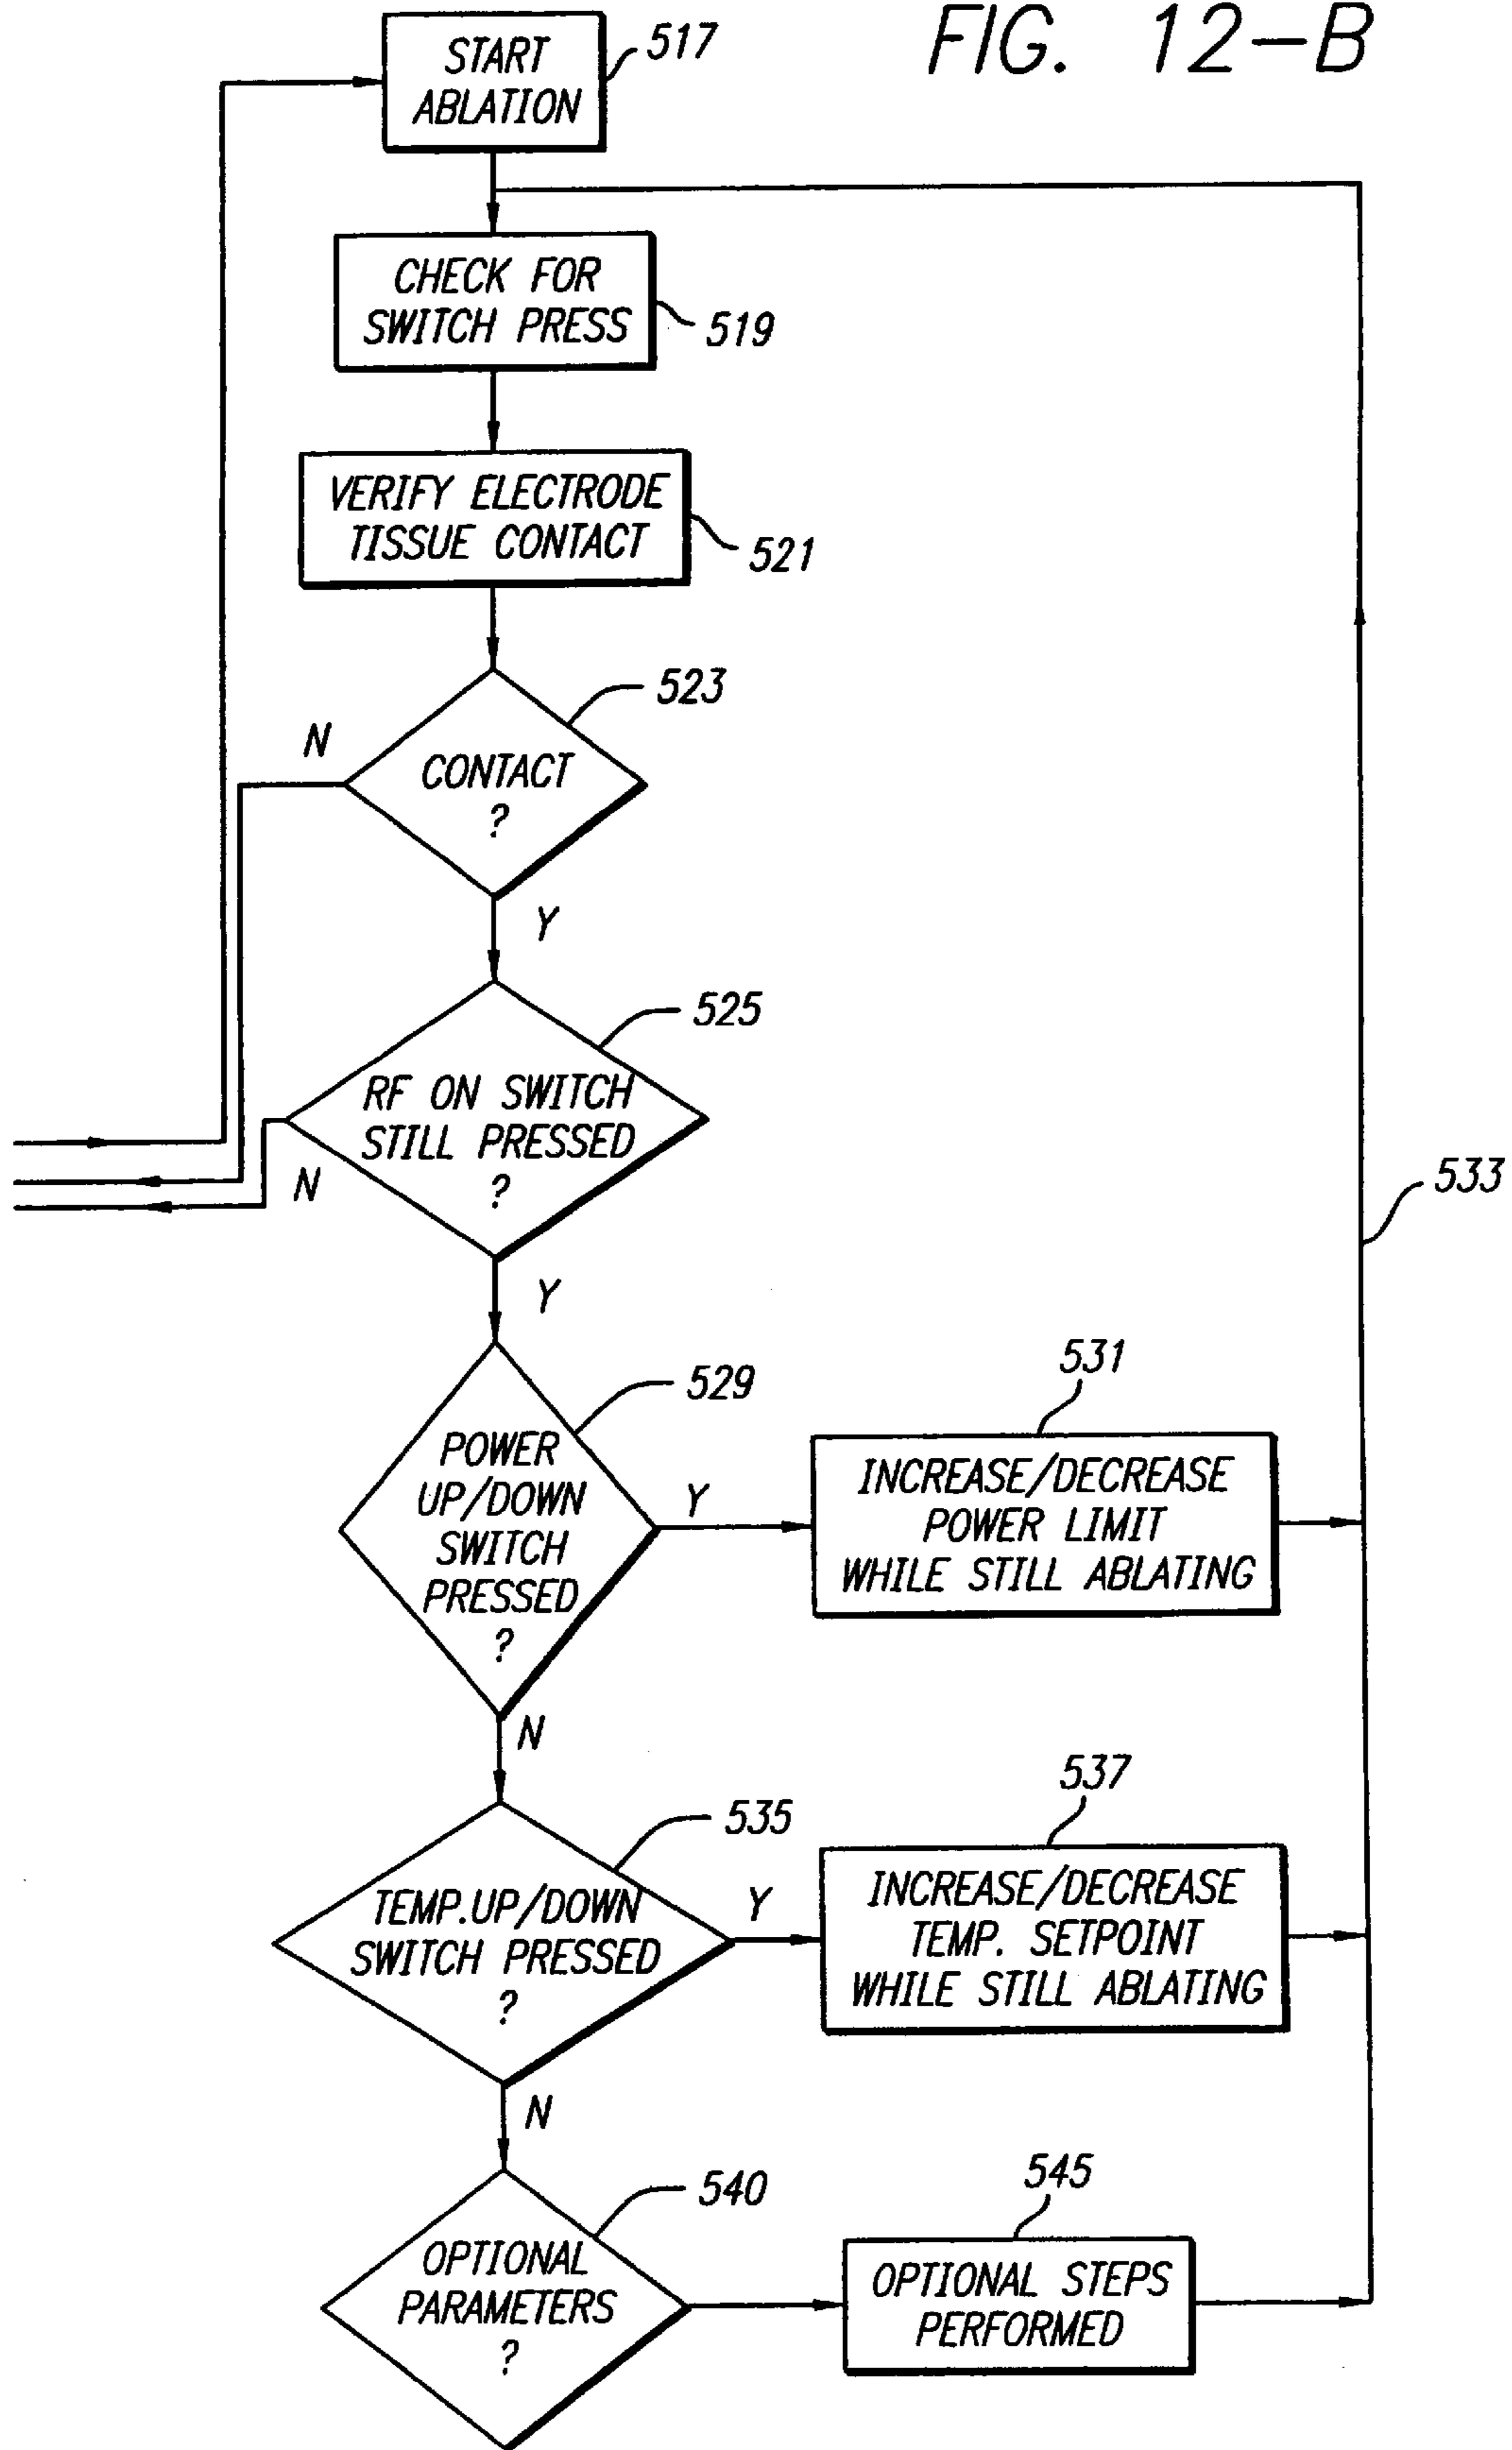 FIG. 12-B
START
ABLATION
517
CHECK FOR
SWITCH PRESS
519
VERIFY ELECTRODE
TISSUE CONTACT
521
523
N
CONTACT
?
Y
525
RF ON SWITCH
STILL PRESSED
?
N
533
Y
529
531
POWER
UP/DOWN
SWITCH
PRESSED
?
Y
INCREASE/DECREASE
POWER LIMIT
WHILE STILL ABLATING
N
535
537
TEMP.UP/DOWN
SWITCH PRESSED
?
Y
INCREASE/DECREASE
TEMP. SETPOINT
WHILE STILL ABLATING
N
540
545
OPTIONAL
PARAMETERS
?
OPTIONAL STEPS
PERFORMED